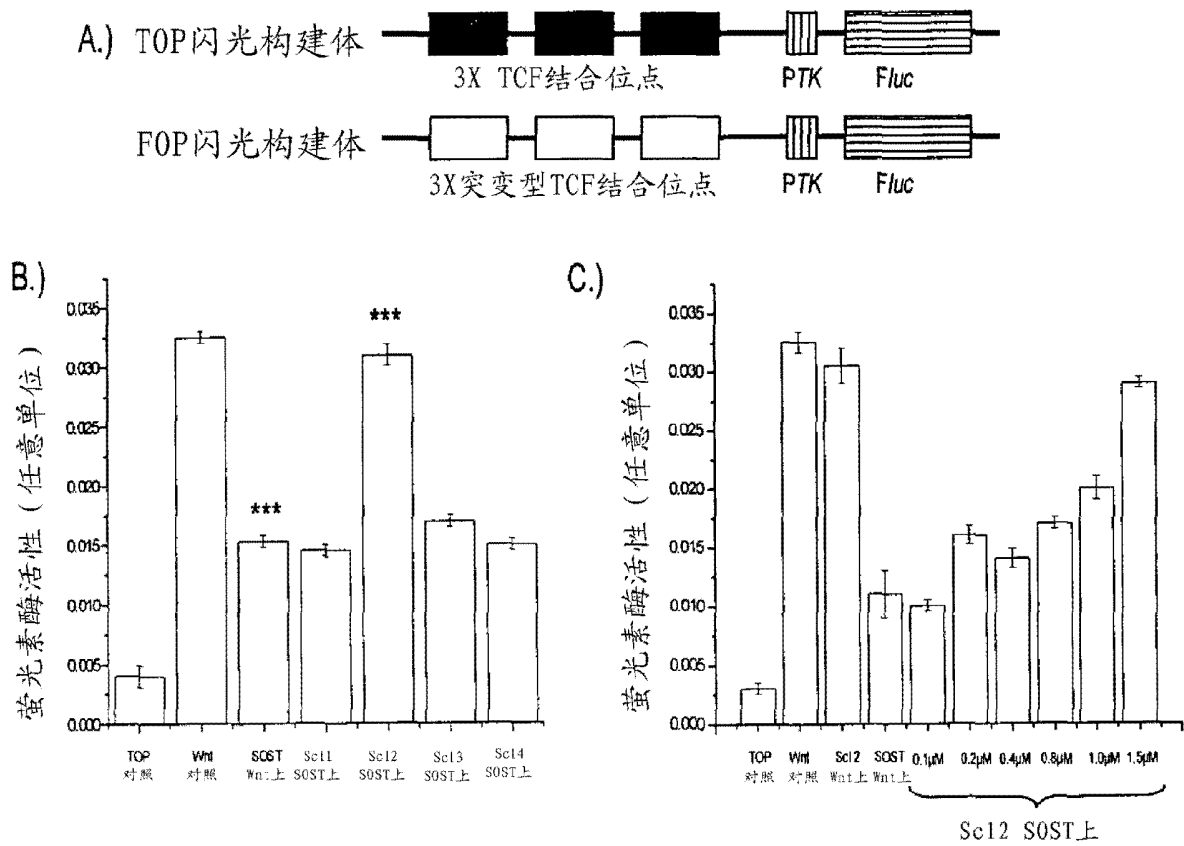 A.) TOP闪光构建体
3X TCF结合位点
PTK
Fluc
FOP闪光构建体
3X突变型TCF结合位点
PTK
Fluc
B.)
萤光素酶活性（任意单位）
0.035
0.030
0.025
0.020
0.015
0.010
0.005
0.000
***
***
TOP
对照
Wnt
对照
SOST
Wnt上
Scl1
SOST上
Scl2
SOST上
Scl3
SOST上
Scl4
SOST上
C.)
萤光素酶活性（任意单位）
0.035
0.030
0.025
0.020
0.015
0.010
0.005
0.000
TOP
对照
Wnt
对照
Scl2
Wnt上
SOST
Wnt上
0.1μM
0.2μM
0.4μM
0.8μM
1.0μM
1.5μM
Scl2 SOST上